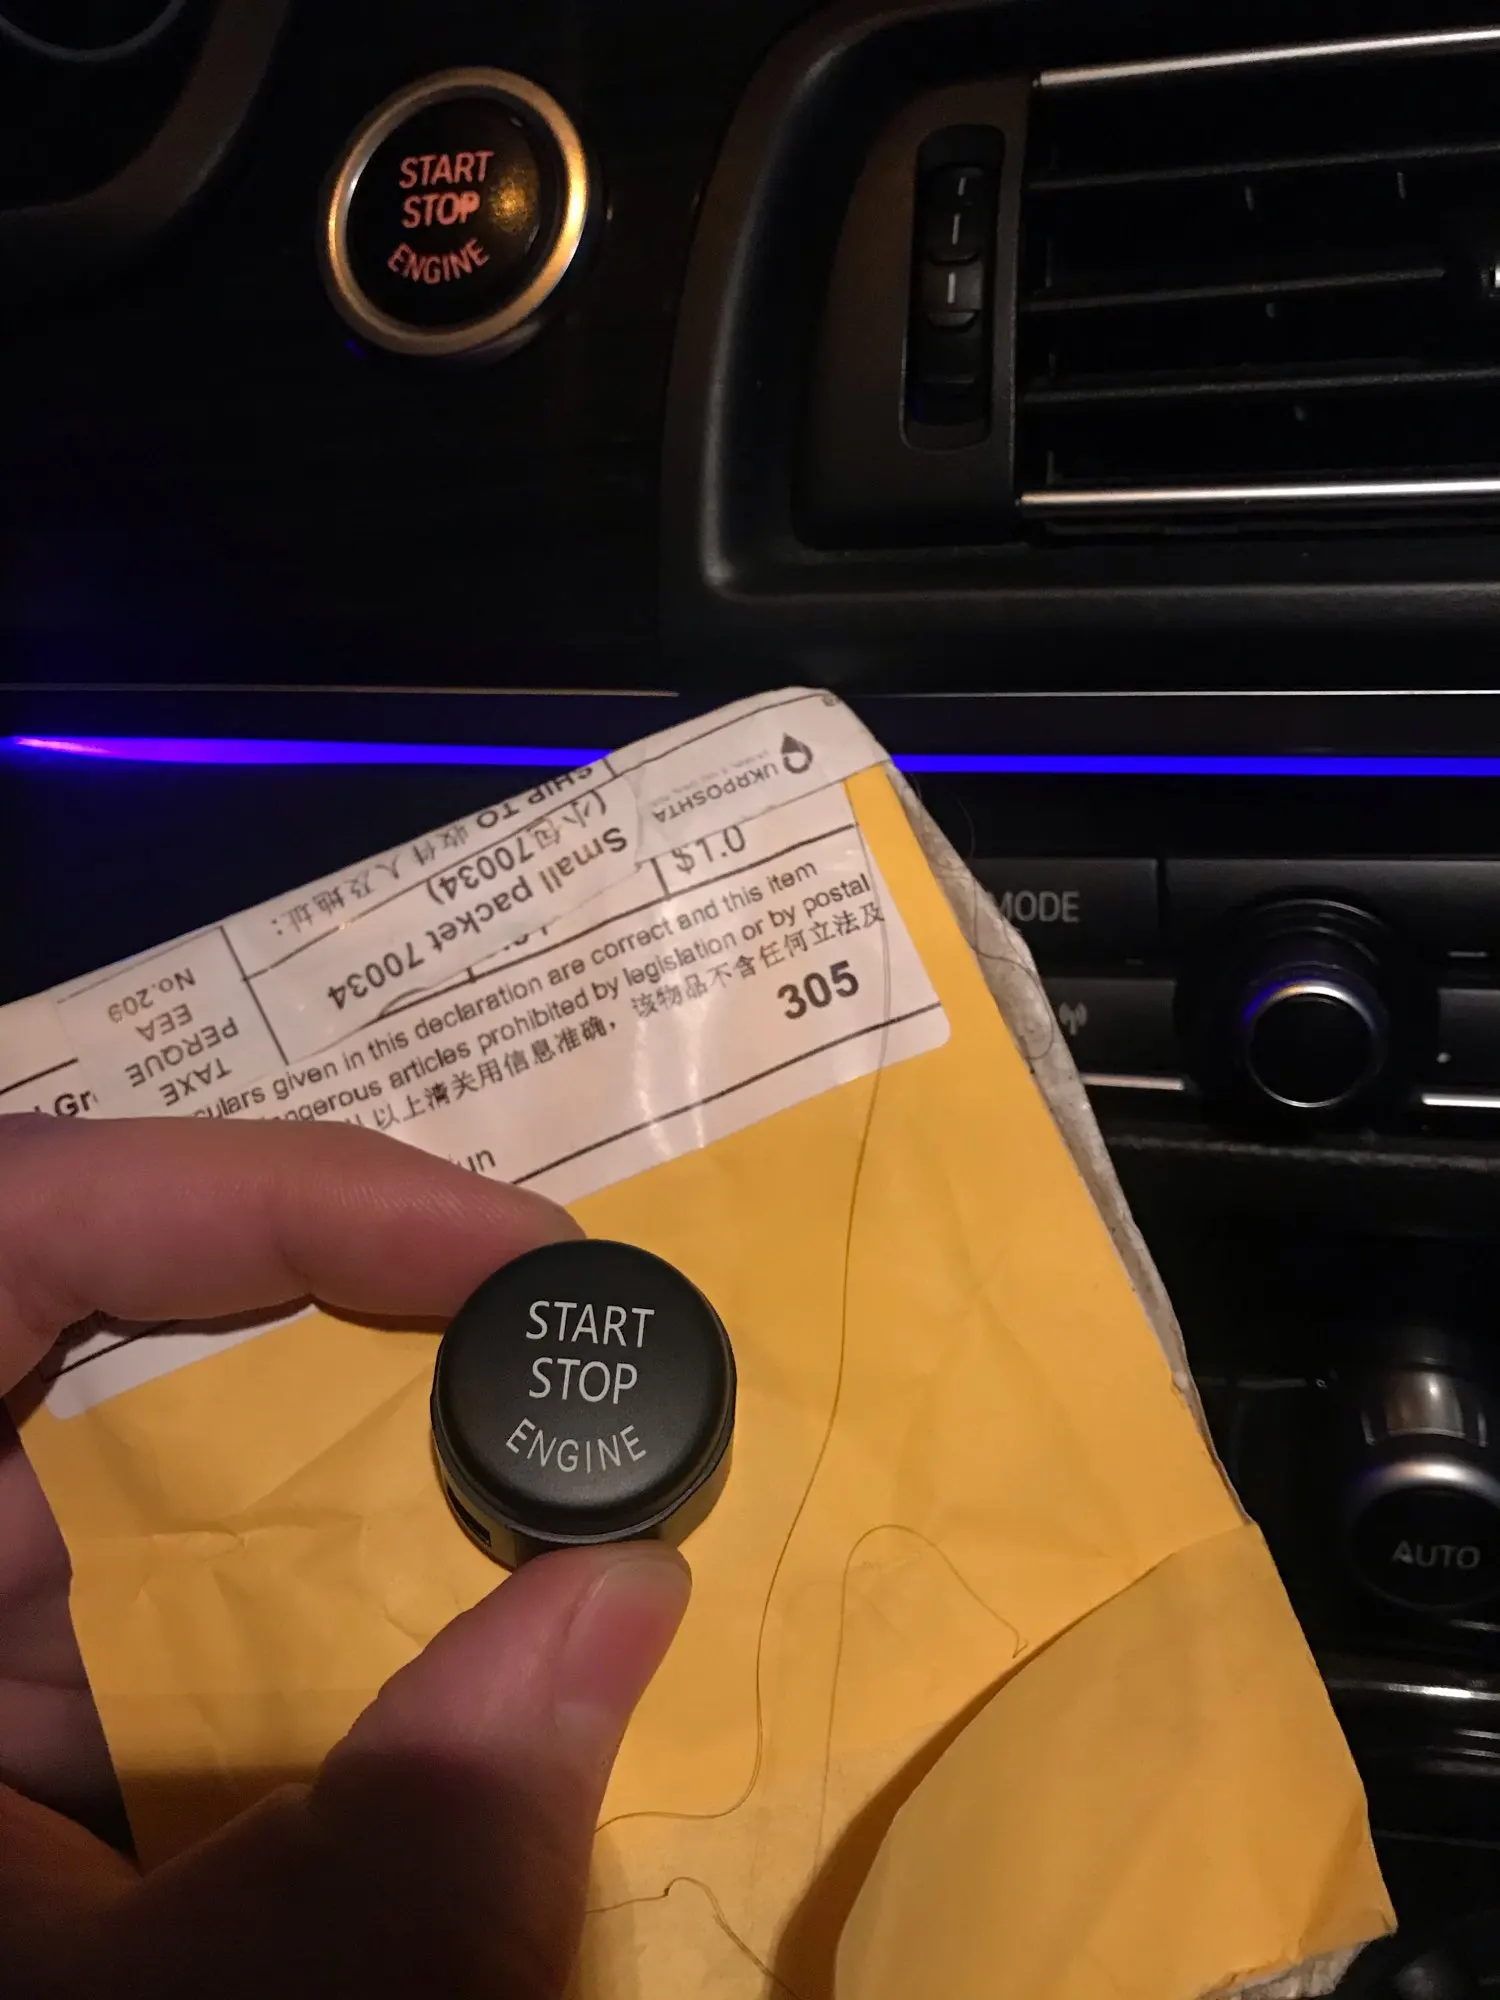 START
STOP
ENGINE
UKRPOSHTA
SHIP TO 收件人及地址：
Small packet 70034
(小包70034)
$1.0
TAXE
PERQUE
EEA
No.209
given in this declaration are correct and this item
articles prohibited by legislation or by postal
以上清关用信息准确，该物品不含任何立法及
305
MODE
START
STOP
ENGINE
AUTO